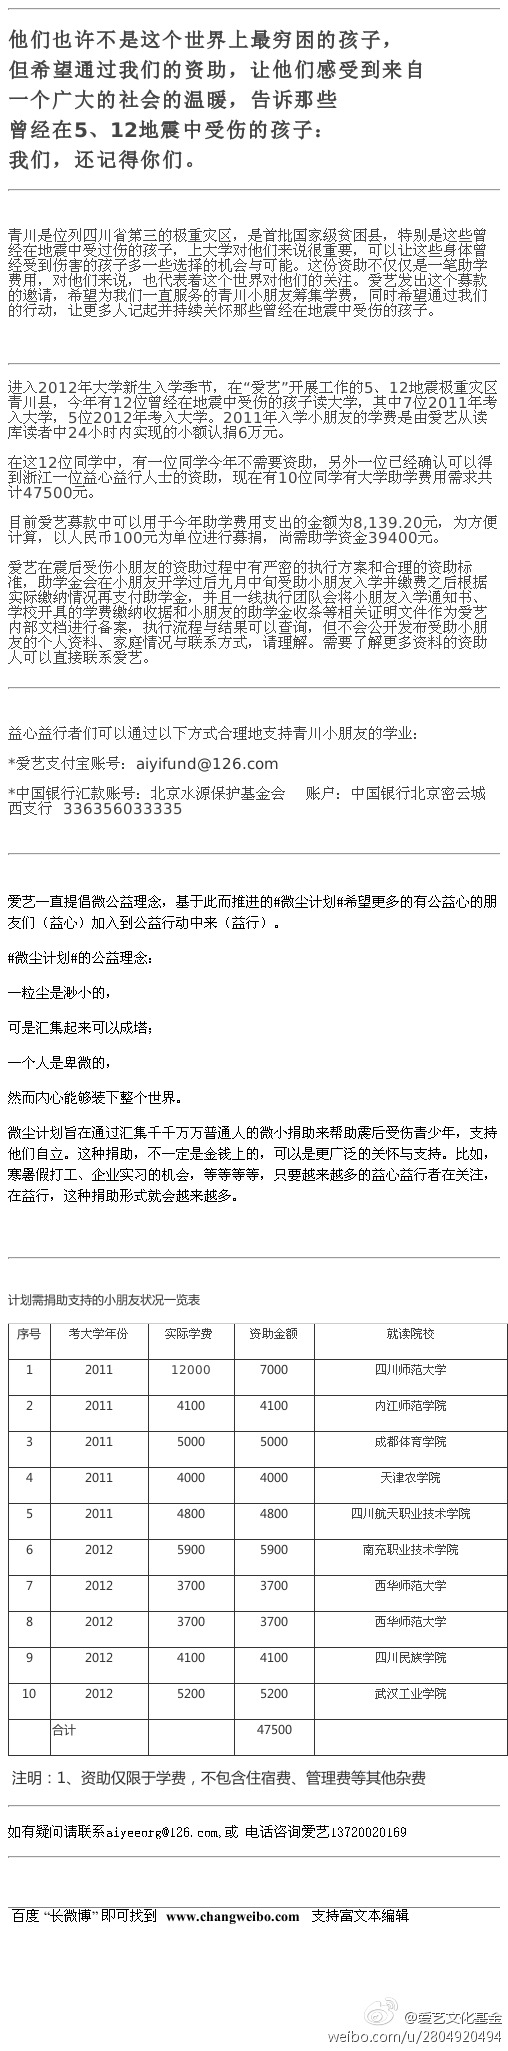 他们也许不是这个世界上最穷困的孩子，
但希望通过我们的资助，让他们感受到来自
一个广大的社会的温暖，告诉那些
曾经在5、12地震中受伤的孩子：
我们，还记得你们。
青川是位列四川省第三的极重灾区，是首批国家级贫困县，特别是这些曾
经在地震中受过伤的孩子，上大学对他们来说很重要，可以让这些身体曾
经受到伤害的孩子多一些选择的机会与可能。这份资助不仅仅是一笔助学
费用，对他们来说，也代表着这个世界对他们的关注。爱艺发出这个募款
的邀请，希望为我们一直服务的青川小朋友筹集学费，同时希望通过我们
的行动，让更多人记起并持续关怀那些曾经在地震中受伤的孩子。
进入2012年大学新生入学季节，在“爱艺”开展工作的5、12地震极重灾区
青川县，今年有12位曾经在地震中受伤的孩子读大学，其中7位2011年考
入大学，5位2012年考入大学。2011年入学小朋友的学费是由爱艺从读
库读者中24小时内实现的小额认捐6万元。
在这12位同学中，有一位同学今年不需要资助，另外一位已经确认可以得
到浙江一位益心益行人士的资助，现在有10位同学有大学助学费用需求共
计47500元。
目前爱艺募款中可以用于今年助学费用支出的金额为8,139.20元，为方便
计算，以人民币100元为单位进行募捐，尚需助学资金39400元。
爱艺在震后受伤小朋友的资助过程中有严密的执行方案和合理的资助标
准，助学金会在小朋友开学过后九月中旬受助小朋友入学并缴费之后根据
实际缴纳情况再支付助学金，并且一线执行团队会将小朋友入学通知书、
学校开具的学费缴纳收据和小朋友的助学金收条等相关证明文件作为爱艺
内部文档进行备案，执行流程与结果可以查询，但不会公开发布受助小朋
友的个人资料、家庭情况与联系方式，请理解。需要了解更多资料的资助
人可以直接联系爱艺。
益心益行者们可以通过以下方式合理地支持青川小朋友的学业：
*爱艺支付宝账号：aiyifund@126.com
*中国银行汇款账号：北京水源保护基金会 账户：中国银行北京密云城
西支行 336356033335
爱艺一直提倡微公益理念，基于此而推进的#微尘计划#希望更多的有公益心的朋
友们（益心）加入到公益行动中来（益行）。
#微尘计划#的公益理念：
一粒尘是渺小的，
可是汇集起来可以成塔；
一个人是卑微的，
然而内心能够装下整个世界。
微尘计划旨在通过汇集千千万万普通人的微小捐助来帮助震后受伤青少年，支持
他们自立。这种捐助，不一定是金钱上的，可以是更广泛的关怀与支持。比如，
寒暑假打工、企业实习的机会，等等等等，只要越来越多的益心益行者在关注，
在益行，这种捐助形式就会越来越多。
计划需捐助支持的小朋友状况一览表
序号 考大学年份 实际学费 资助金额 就读院校
1 2011 12000 7000 四川师范大学
2 2011 4100 4100 内江师范学院
3 2011 5000 5000 成都体育学院
4 2011 4000 4000 天津农学院
5 2011 4800 4800 四川航天职业技术学院
6 2012 5900 5900 南充职业技术学院
7 2012 3700 3700 西华师范大学
8 2012 3700 3700 西华师范大学
9 2012 4100 4100 四川民族学院
10 2012 5200 5200 武汉工业学院
合计 47500
注明：1、资助仅限于学费，不包含住宿费、管理费等其他杂费
如有疑问请联系aiyeeorg@126.com,或 电话咨询爱艺13720020169
百度 “长微博” 即可找到 www.changweibo.com 支持富文本编辑
@爱艺文化基金
weibo.com/u/2804920494